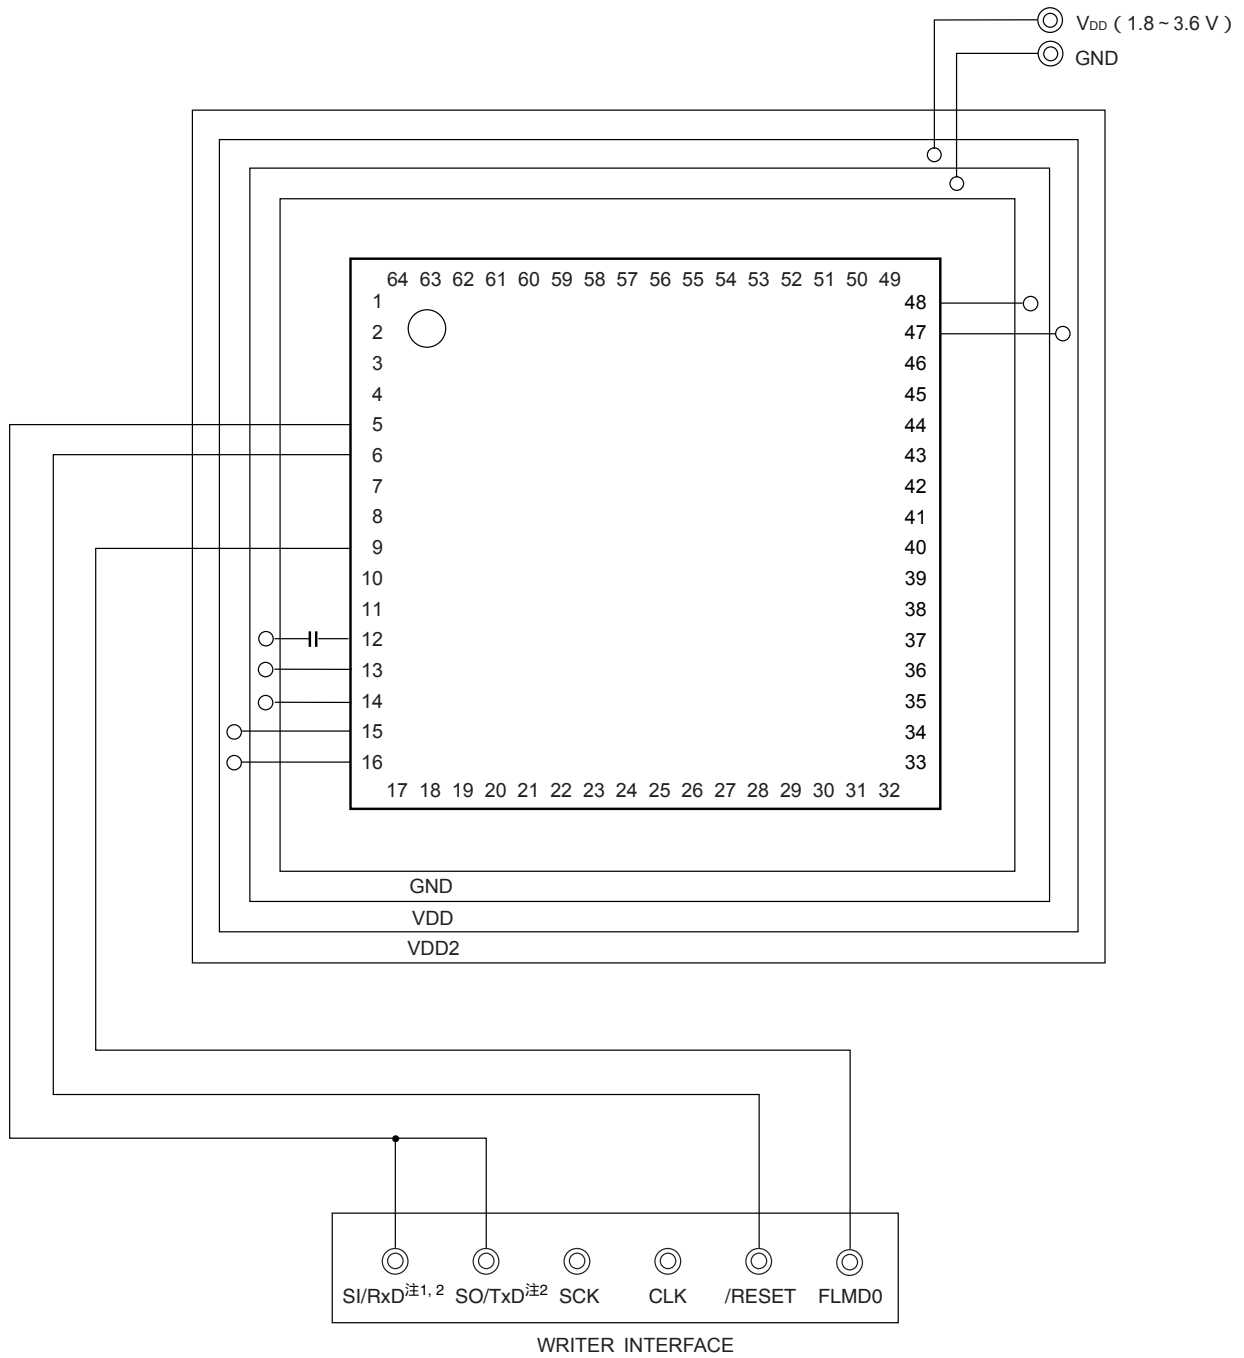 VDD ( 1.8 ~ 3.6 V )
GND
64 63 62 61 60 59 58 57 56 55 54 53 52 51 50 49
1 48
2 47
3 46
4 45
5 44
6 43
7 42
8 41
9 40
10 39
11 38
12 37
13 36
14 35
15 34
16 33
17 18 19 20 21 22 23 24 25 26 27 28 29 30 31 32
GND
VDD
VDD2
SI/RxD注1, 2 SO/TxD注2 SCK CLK /RESET FLMD0
WRITER INTERFACE